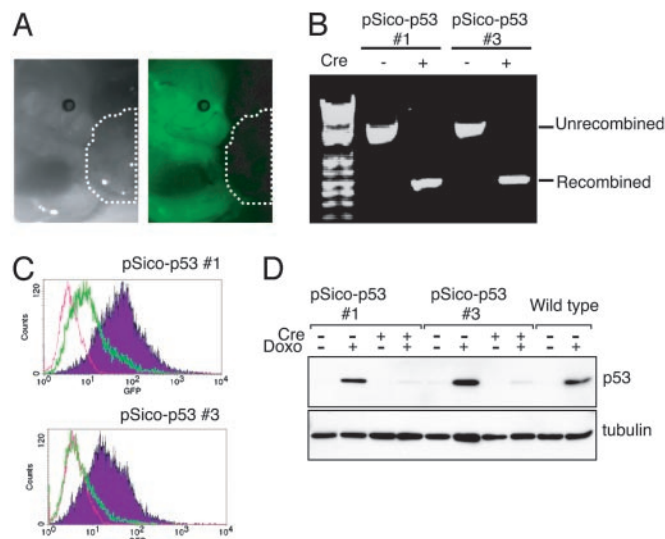 A
B
pSico-p53 #1
pSico-p53 #3
Cre - + - +
Unrecombined
Recombined
C
pSico-p53 #1
120
Counts
0
10⁰ 10¹ 10² 10³ 10⁴
GFP
pSico-p53 #3
120
Counts
0
10⁰ 10¹ 10² 10³ 10⁴
D
pSico-p53 #1
pSico-p53 #3
Wild type
Cre - - + + - - + + - -
Doxo - + - + - + - + - +
p53
tubulin